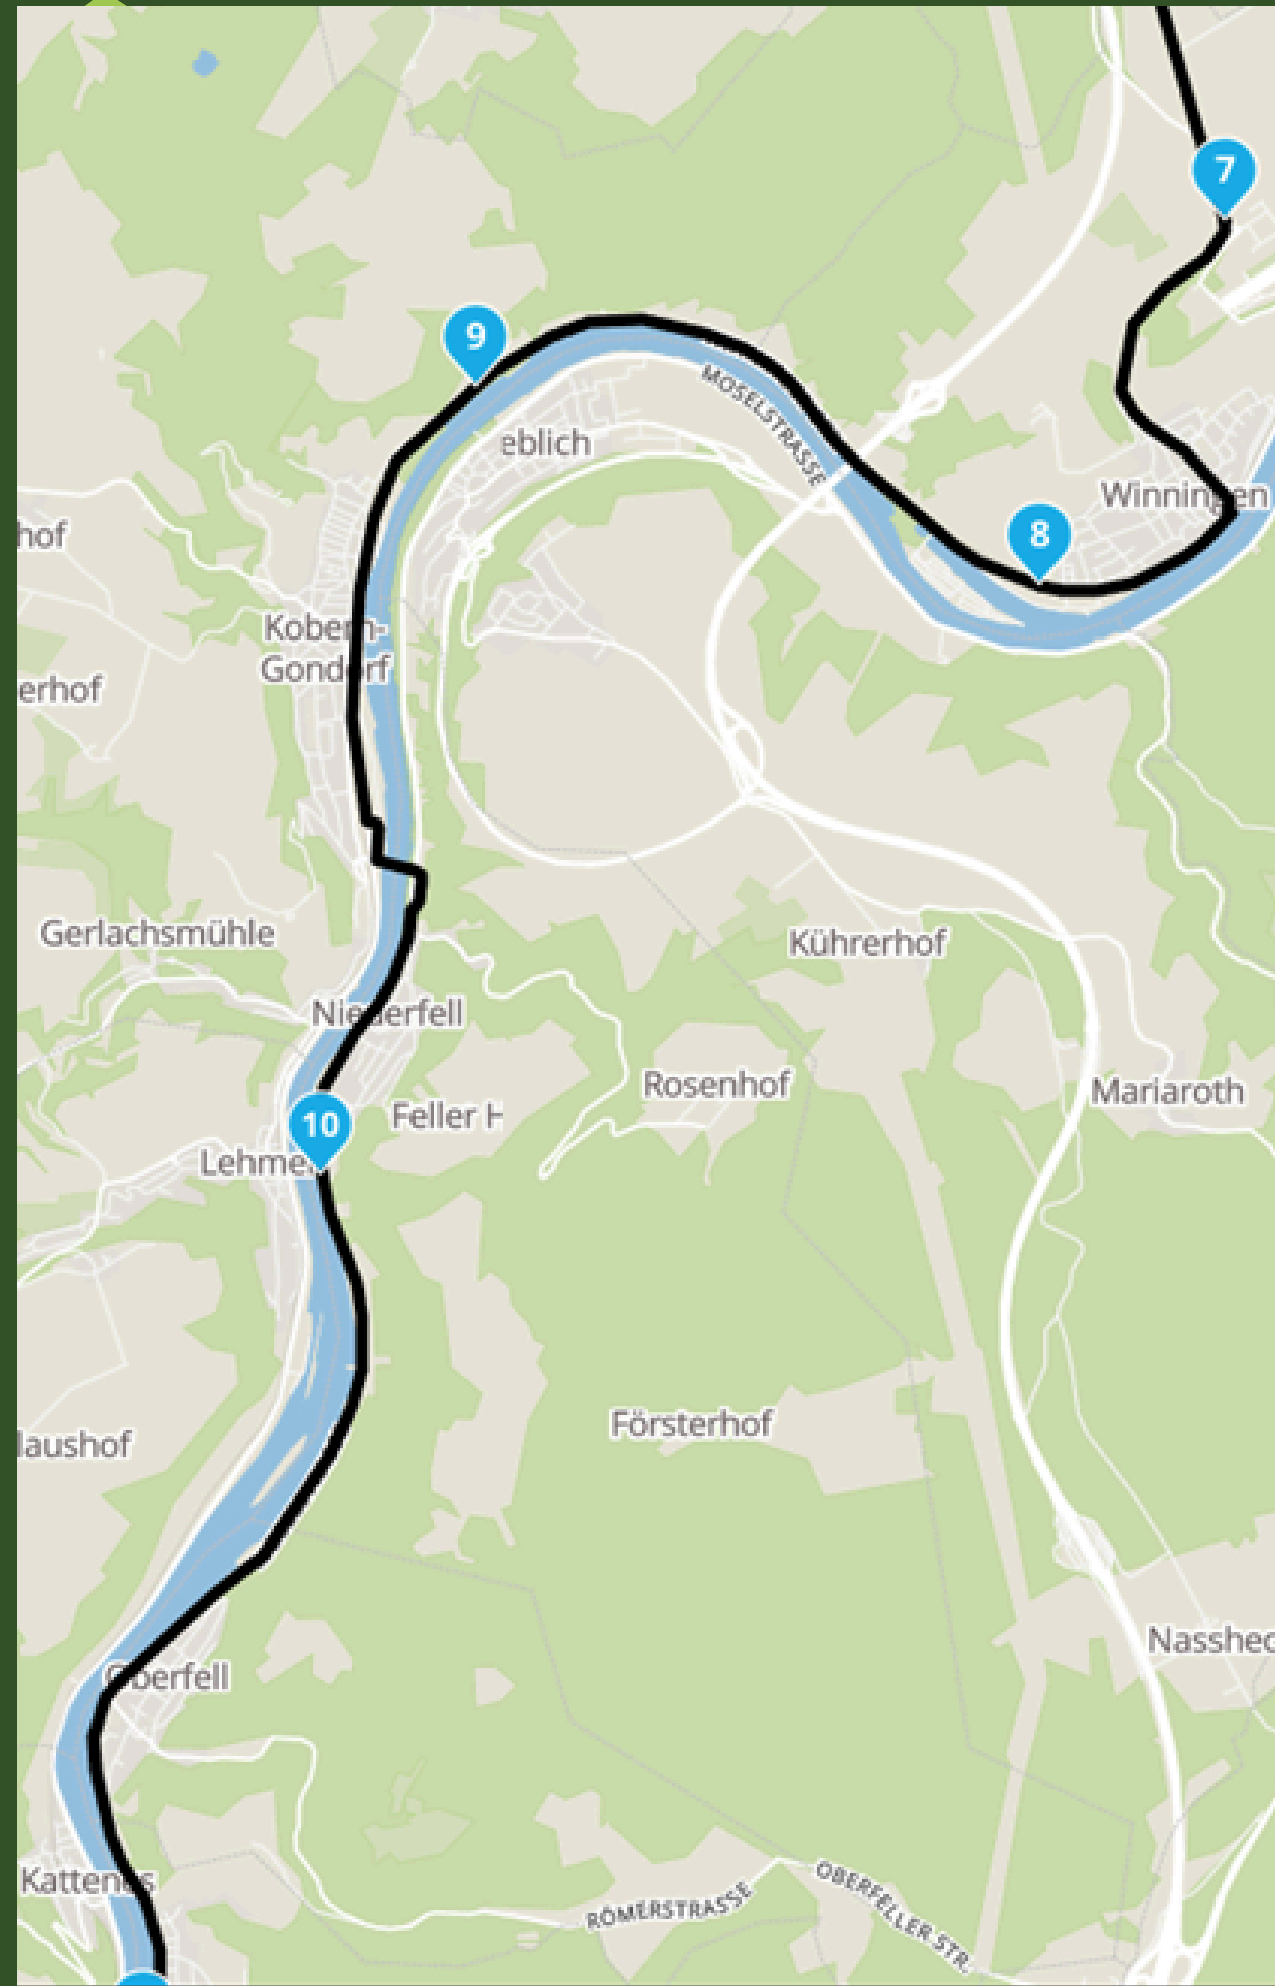 7
9
MOSELSTRASSE
eblich
Winningen
hof
8
Kobern-
Gondorf
erhof
Gerlachsmühle
Kührerhof
Niederfell
Rosenhof
Mariaroth
Feller H
10
Lehmen
Försterhof
laushof
Nasshec
Oberfell
Kattenes
RÖMERSTRASSE
OBERFELLER STR.